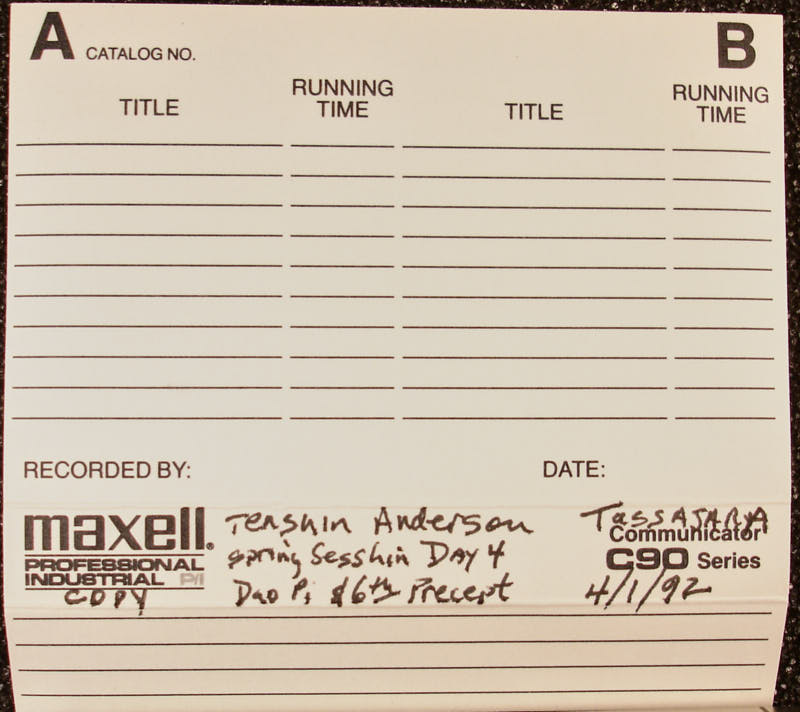 A CATALOG NO. B
TITLE RUNNING TIME TITLE RUNNING TIME
RECORDED BY: DATE:
maxell®
PROFESSIONAL
INDUSTRIAL P/I
COPY
Tenshin Anderson
spring Sesshin DAY 4
Dao Pi &6th Precept
TASSAJARA
Communicator
C90 Series
4/1/92